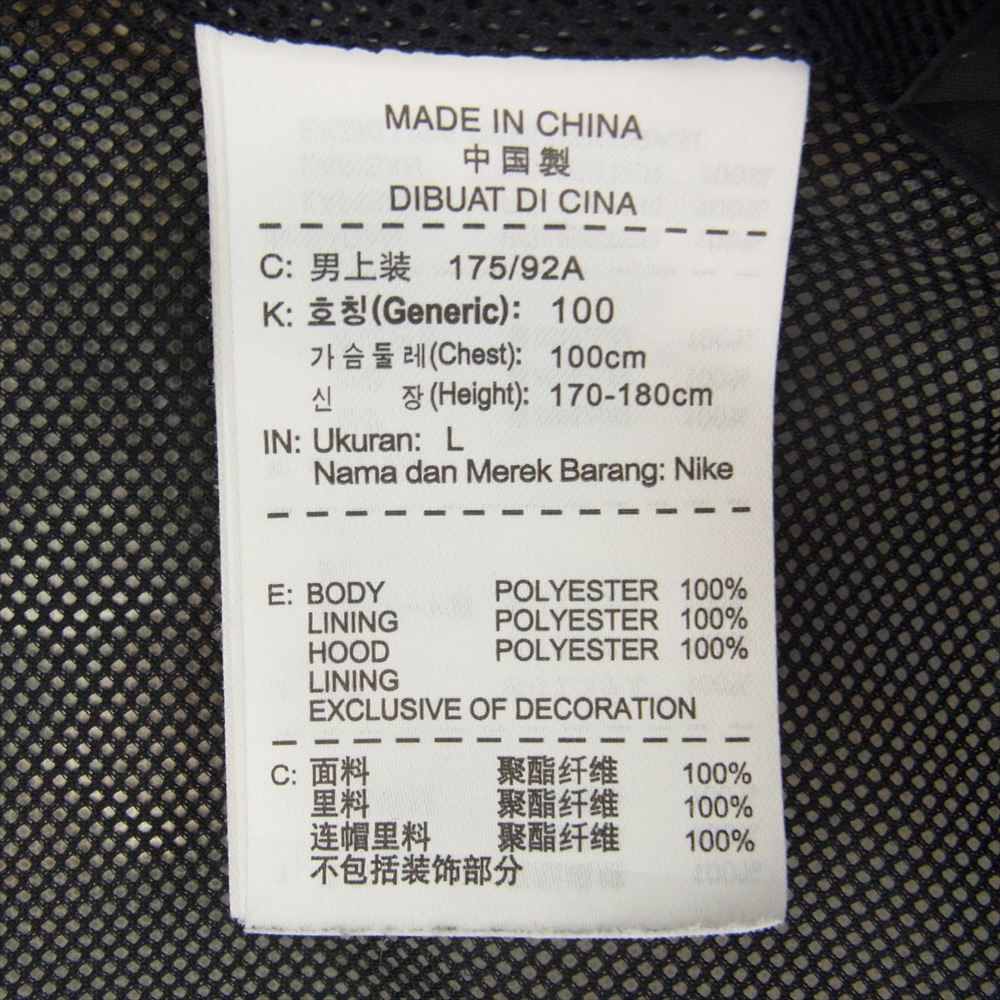 MADE IN CHINA
中国製
DIBUAT DI CINA
C: 男上装 175/92A
K: 호칭(Generic): 100
가슴둘레(Chest): 100cm
신 장(Height): 170-180cm
IN: Ukuran: L
Nama dan Merek Barang: Nike
E: BODY POLYESTER 100%
LINING POLYESTER 100%
HOOD POLYESTER 100%
LINING
EXCLUSIVE OF DECORATION
C: 面料 聚酯纤维 100%
里料 聚酯纤维 100%
连帽里料 聚酯纤维 100%
不包括装饰部分